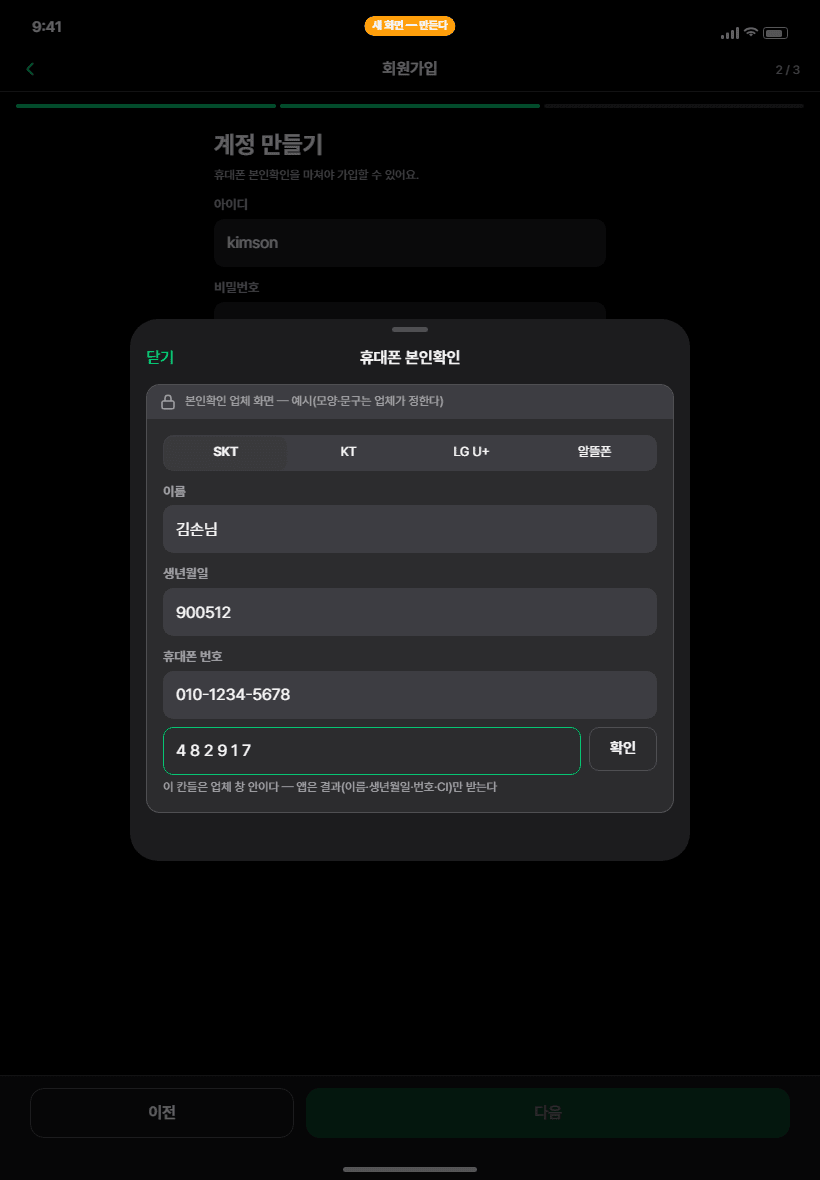 9:41
새 화면 — 만든다
회원가입
2 / 3
계정 만들기
휴대폰 본인확인을 마쳐야 가입할 수 있어요.
아이디
kimson
비밀번호
닫기
휴대폰 본인확인
본인확인 업체 화면 — 예시(모양·문구는 업체가 정한다)
SKT KT LG U+ 알뜰폰
이름
김손님
생년월일
900512
휴대폰 번호
010-1234-5678
4 8 2 9 1 7
확인
이 칸들은 업체 창 안이다 — 앱은 결과(이름·생년월일·번호·CI)만 받는다
이전
다음